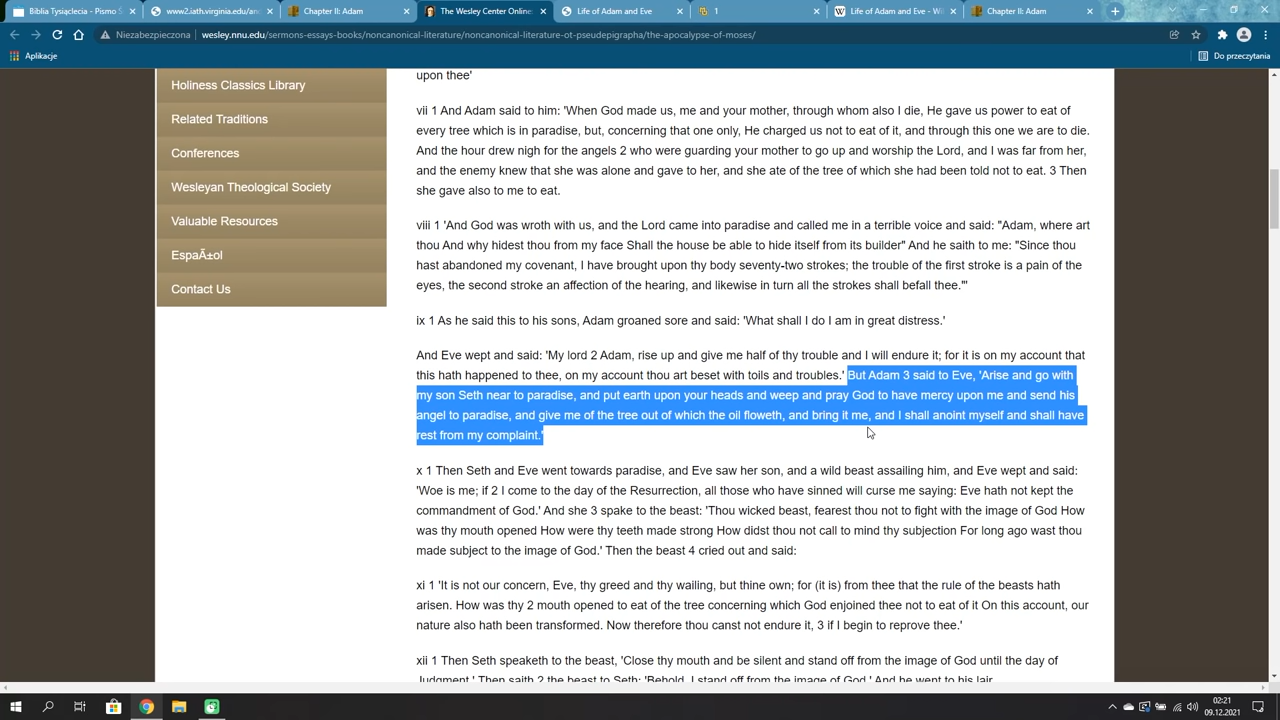 Biblia Tysiąclecia - Pismo Ś
www2.iath.virginia.edu/an
Chapter II: Adam
The Wesley Center Online:
Life of Adam and Eve
1
Life of Adam and Eve - Wi
Chapter II: Adam
Niezabezpieczona | wesley.nnu.edu/sermons-essays-books/noncanonical-literature/noncanonical-literature-ot-pseudepigrapha/the-apocalypse-of-moses/
Aplikacje
Do przeczytania
Holiness Classics Library
Related Traditions
Conferences
Wesleyan Theological Society
Valuable Resources
EspaÃ±ol
Contact Us
upon thee'
vii 1 And Adam said to him: 'When God made us, me and your mother, through whom also I die, He gave us power to eat of
every tree which is in paradise, but, concerning that one only, He charged us not to eat of it, and through this one we are to die.
And the hour drew nigh for the angels 2 who were guarding your mother to go up and worship the Lord, and I was far from her,
and the enemy knew that she was alone and gave to her, and she ate of the tree of which she had been told not to eat. 3 Then
she gave also to me to eat.
viii 1 'And God was wroth with us, and the Lord came into paradise and called me in a terrible voice and said: "Adam, where art
thou And why hidest thou from my face Shall the house be able to hide itself from its builder" And he saith to me: "Since thou
hast abandoned my covenant, I have brought upon thy body seventy-two strokes; the trouble of the first stroke is a pain of the
eyes, the second stroke an affection of the hearing, and likewise in turn all the strokes shall befall thee."'
ix 1 As he said this to his sons, Adam groaned sore and said: 'What shall I do I am in great distress.'
And Eve wept and said: 'My lord 2 Adam, rise up and give me half of thy trouble and I will endure it; for it is on my account that
this hath happened to thee, on my account thou art beset with toils and troubles.' But Adam 3 said to Eve, 'Arise and go with
my son Seth near to paradise, and put earth upon your heads and weep and pray God to have mercy upon me and send his
angel to paradise, and give me of the tree out of which the oil floweth, and bring it me, and I shall anoint myself and shall have
rest from my complaint.'
x 1 Then Seth and Eve went towards paradise, and Eve saw her son, and a wild beast assailing him, and Eve wept and said:
'Woe is me; if 2 I come to the day of the Resurrection, all those who have sinned will curse me saying: Eve hath not kept the
commandment of God.' And she 3 spake to the beast: 'Thou wicked beast, fearest thou not to fight with the image of God How
was thy mouth opened How were thy teeth made strong How didst thou not call to mind thy subjection For long ago wast thou
made subject to the image of God.' Then the beast 4 cried out and said:
xi 1 'It is not our concern, Eve, thy greed and thy wailing, but thine own; for (it is) from thee that the rule of the beasts hath
arisen. How was thy 2 mouth opened to eat of the tree concerning which God enjoined thee not to eat of it On this account, our
nature also hath been transformed. Now therefore thou canst not endure it, 3 if I begin to reprove thee.'
xii 1 Then Seth speaketh to the beast, 'Close thy mouth and be silent and stand off from the image of God until the day of
Judgment.' Then saith 2 the beast to Seth: 'Behold, I stand off from the image of God.' And he went to his lair.
02:21
09.12.2021